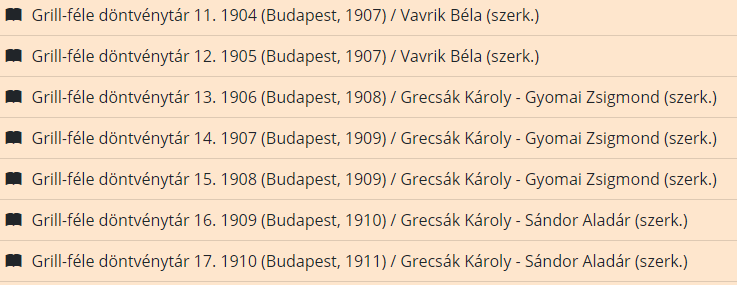 Grill-féle döntvénytár 11. 1904 (Budapest, 1907) / Vavrik Béla (szerk.)
Grill-féle döntvénytár 12. 1905 (Budapest, 1907) / Vavrik Béla (szerk.)
Grill-féle döntvénytár 13. 1906 (Budapest, 1908) / Grecsák Károly - Gyomai Zsigmond (szerk.)
Grill-féle döntvénytár 14. 1907 (Budapest, 1909) / Grecsák Károly - Gyomai Zsigmond (szerk.)
Grill-féle döntvénytár 15. 1908 (Budapest, 1909) / Grecsák Károly - Gyomai Zsigmond (szerk.)
Grill-féle döntvénytár 16. 1909 (Budapest, 1910) / Grecsák Károly - Sándor Aladár (szerk.)
Grill-féle döntvénytár 17. 1910 (Budapest, 1911) / Grecsák Károly - Sándor Aladár (szerk.)